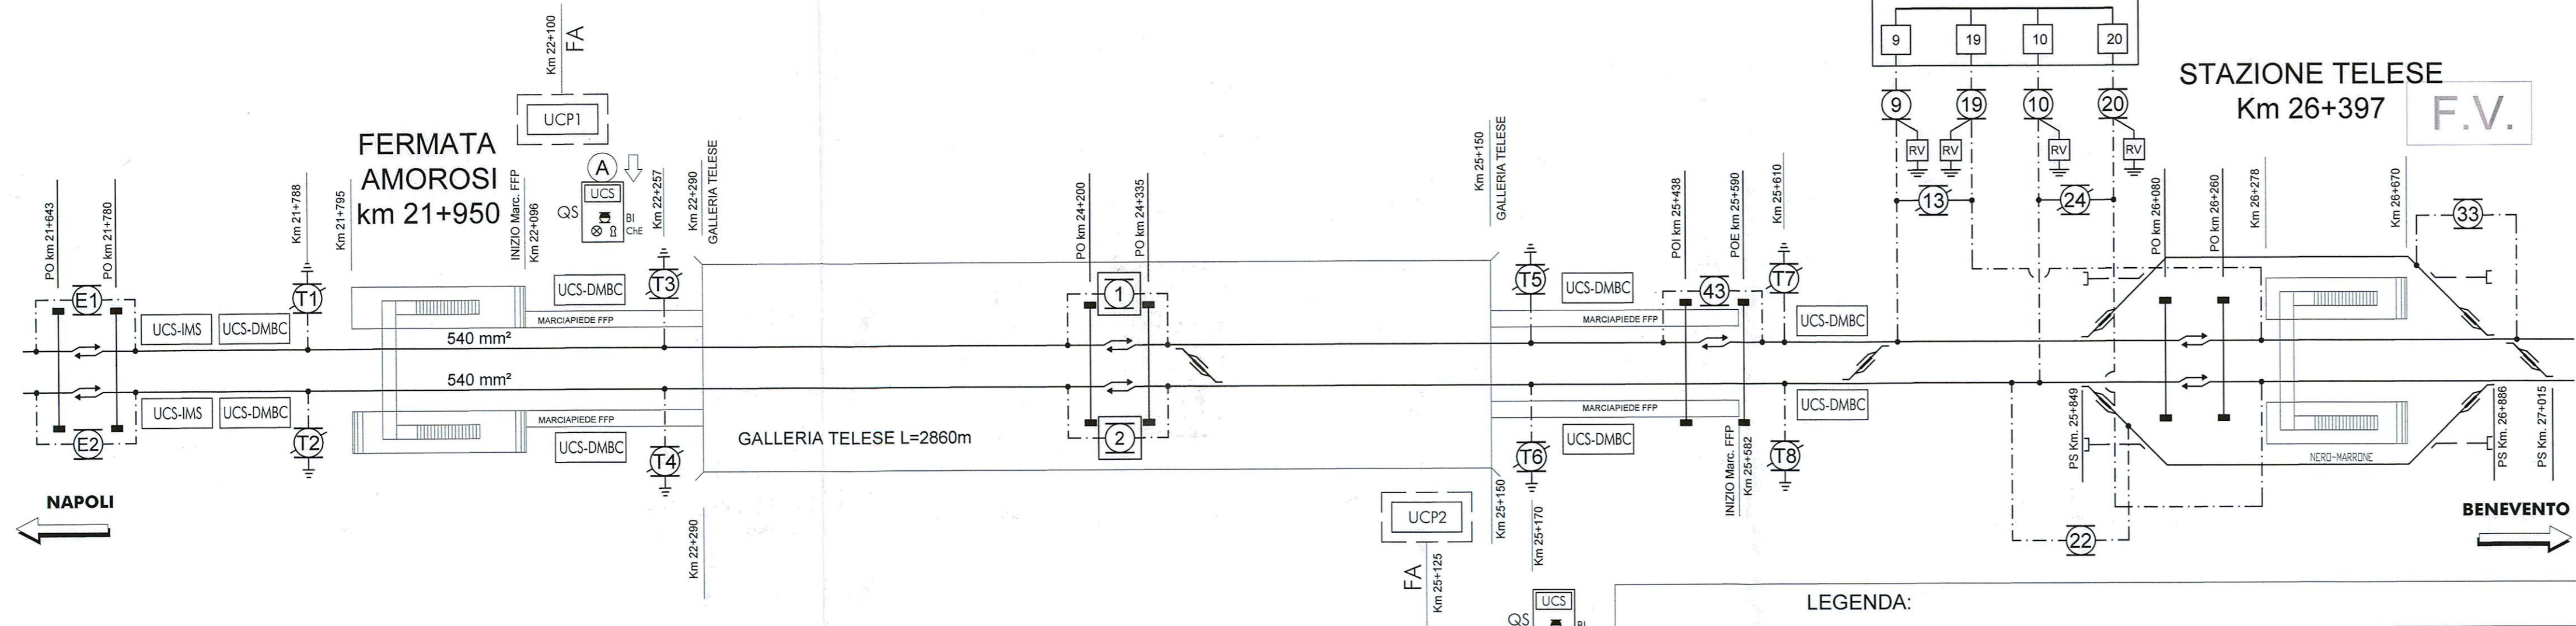 Km 22+100
FA
UCP1
FERMATA
AMOROSI
km 21+950
PO km 21+643
PO km 21+780
Km 21+788
Km 21+795
INIZIO Marc. FFP
Km 22+096
A
UCS
QS
BI
ChE
Km 22+257
Km 22+290
GALLERIA TELESE
E1
UCS-IMS
UCS-DMBC
T1
UCS-DMBC
T3
MARCIAPIEDE FFP
540 mm²
540 mm²
UCS-IMS
UCS-DMBC
E2
T2
MARCIAPIEDE FFP
UCS-DMBC
T4
NAPOLI
Km 22+290
GALLERIA TELESE L=2860m
PO km 24+200
PO km 24+335
1
2
Km 25+150
GALLERIA TELESE
T5
UCS-DMBC
MARCIAPIEDE FFP
POI km 25+438
POE km 25+590
43
Km 25+610
T7
UCS-DMBC
MARCIAPIEDE FFP
UCS-DMBC
T6
UCS-DMBC
T8
INIZIO Marc. FFP
Km 25+582
UCP2
FA
Km 25+125
Km 25+150
Km 25+170
UCS
QS
BI
9
19
10
20
9
19
10
20
RV
RV
RV
RV
13
24
STAZIONE TELESE
Km 26+397
F.V.
PO km 26+080
PO km 26+260
Km 26+278
Km 26+670
33
PS Km. 25+849
22
NERO-MARRONE
PS Km. 26+886
PS Km. 27+015
BENEVENTO
LEGENDA: